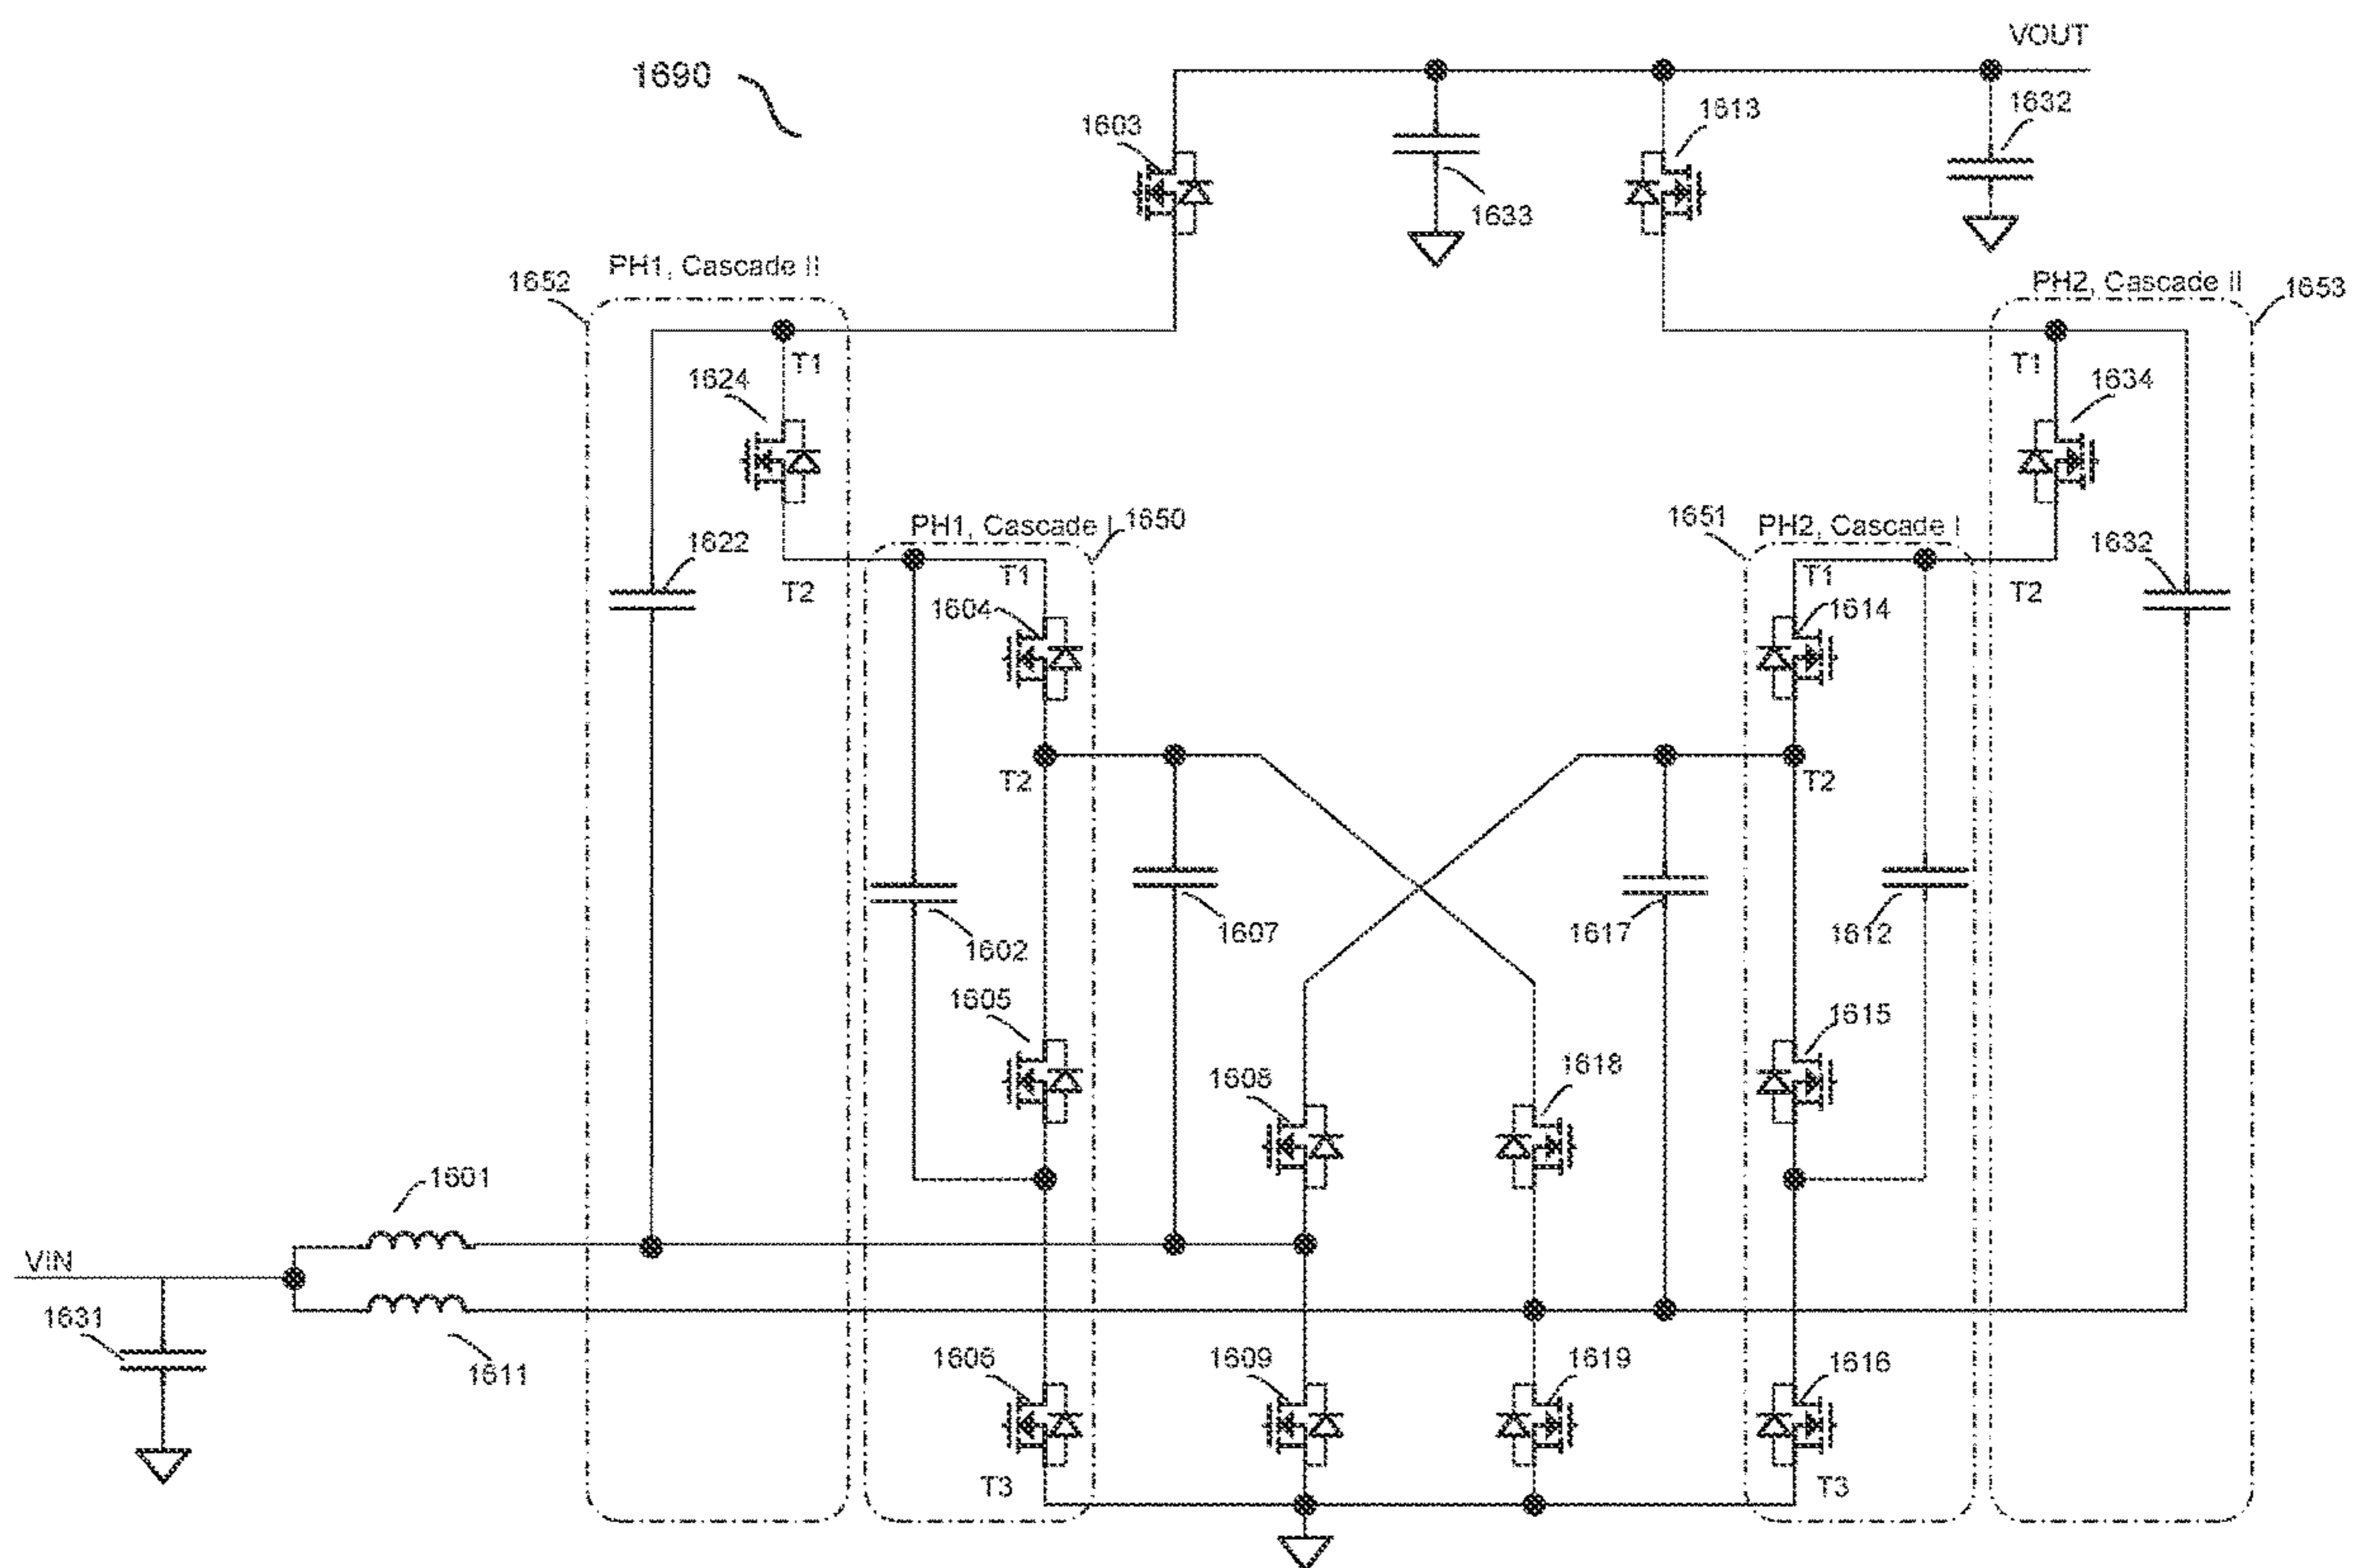 VOUT
1690
1632
1613
1603
1633
PH1, Cascade II
1652
PH2, Cascade II
1653
T1
T1
1624
1634
PH1, Cascade I
1650
1651
PH2, Cascade I
1622
1632
T1
T1
T2
T2
1604
1614
T2
T2
1602
1607
1617
1612
1605
1615
1608
1618
1601
VIN
1631
1611
1606
1609
1619
1616
T3
T3